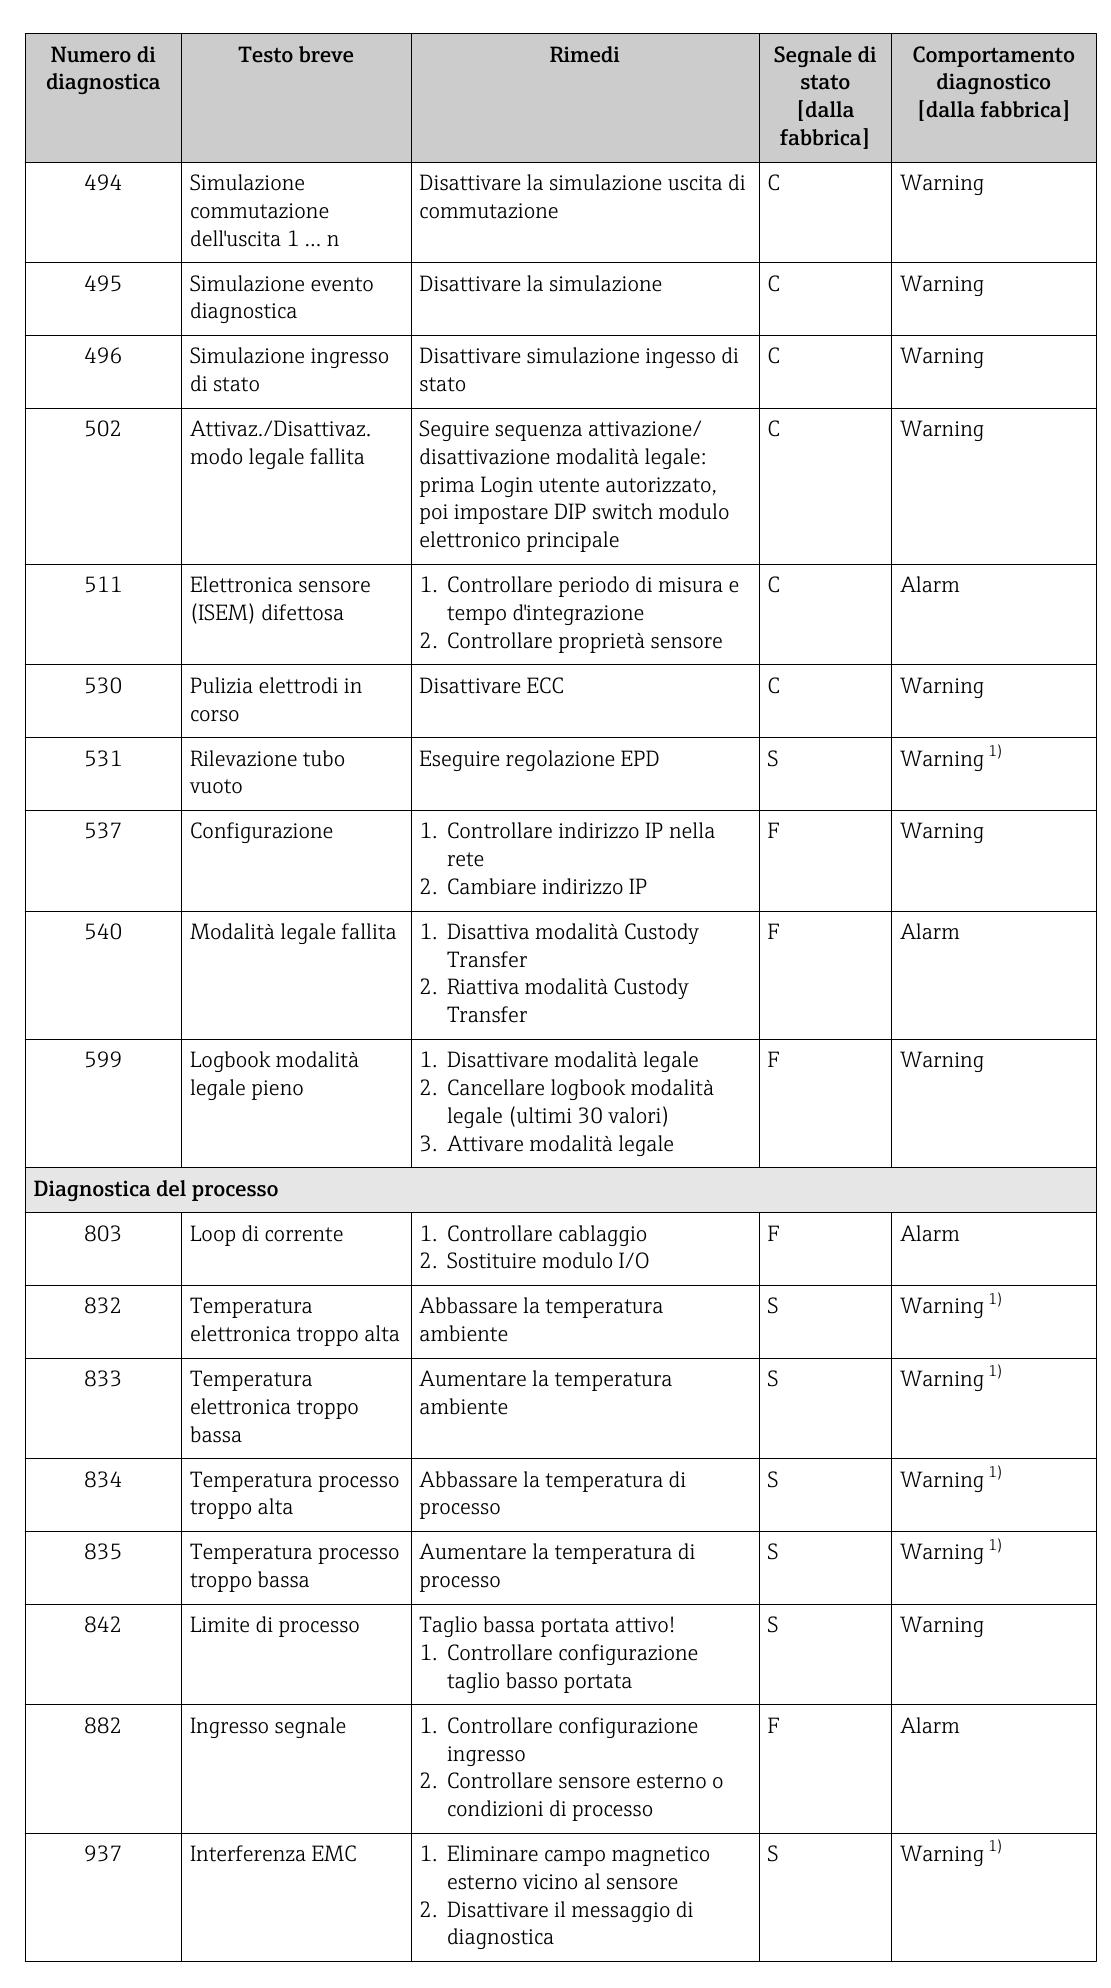 Numero di
diagnostica
Testo breve
Rimedi
Segnale di
stato
[dalla
fabbrica]
Comportamento
diagnostico
[dalla fabbrica]
494
Simulazione
commutazione
dell'uscita 1 ... n
Disattivare la simulazione uscita di
commutazione
C
Warning
495
Simulazione evento
diagnostica
Disattivare la simulazione
C
Warning
496
Simulazione ingresso
di stato
Disattivare simulazione ingesso di
stato
C
Warning
502
Attivaz./Disattivaz.
modo legale fallita
Seguire sequenza attivazione/
disattivazione modalità legale:
prima Login utente autorizzato,
poi impostare DIP switch modulo
elettronico principale
C
Warning
511
Elettronica sensore
(ISEM) difettosa
1. Controllare periodo di misura e
tempo d'integrazione
2. Controllare proprietà sensore
C
Alarm
530
Pulizia elettrodi in
corso
Disattivare ECC
C
Warning
531
Rilevazione tubo
vuoto
Eseguire regolazione EPD
S
Warning 1)
537
Configurazione
1. Controllare indirizzo IP nella
rete
2. Cambiare indirizzo IP
F
Warning
540
Modalità legale fallita
1. Disattiva modalità Custody
Transfer
2. Riattiva modalità Custody
Transfer
F
Alarm
599
Logbook modalità
legale pieno
1. Disattivare modalità legale
2. Cancellare logbook modalità
legale (ultimi 30 valori)
3. Attivare modalità legale
F
Warning
Diagnostica del processo
803
Loop di corrente
1. Controllare cablaggio
2. Sostituire modulo I/O
F
Alarm
832
Temperatura
elettronica troppo alta
Abbassare la temperatura
ambiente
S
Warning 1)
833
Temperatura
elettronica troppo
bassa
Aumentare la temperatura
ambiente
S
Warning 1)
834
Temperatura processo
troppo alta
Abbassare la temperatura di
processo
S
Warning 1)
835
Temperatura processo
troppo bassa
Aumentare la temperatura di
processo
S
Warning 1)
842
Limite di processo
Taglio bassa portata attivo!
1. Controllare configurazione
taglio basso portata
S
Warning
882
Ingresso segnale
1. Controllare configurazione
ingresso
2. Controllare sensore esterno o
condizioni di processo
F
Alarm
937
Interferenza EMC
1. Eliminare campo magnetico
esterno vicino al sensore
2. Disattivare il messaggio di
diagnostica
S
Warning 1)